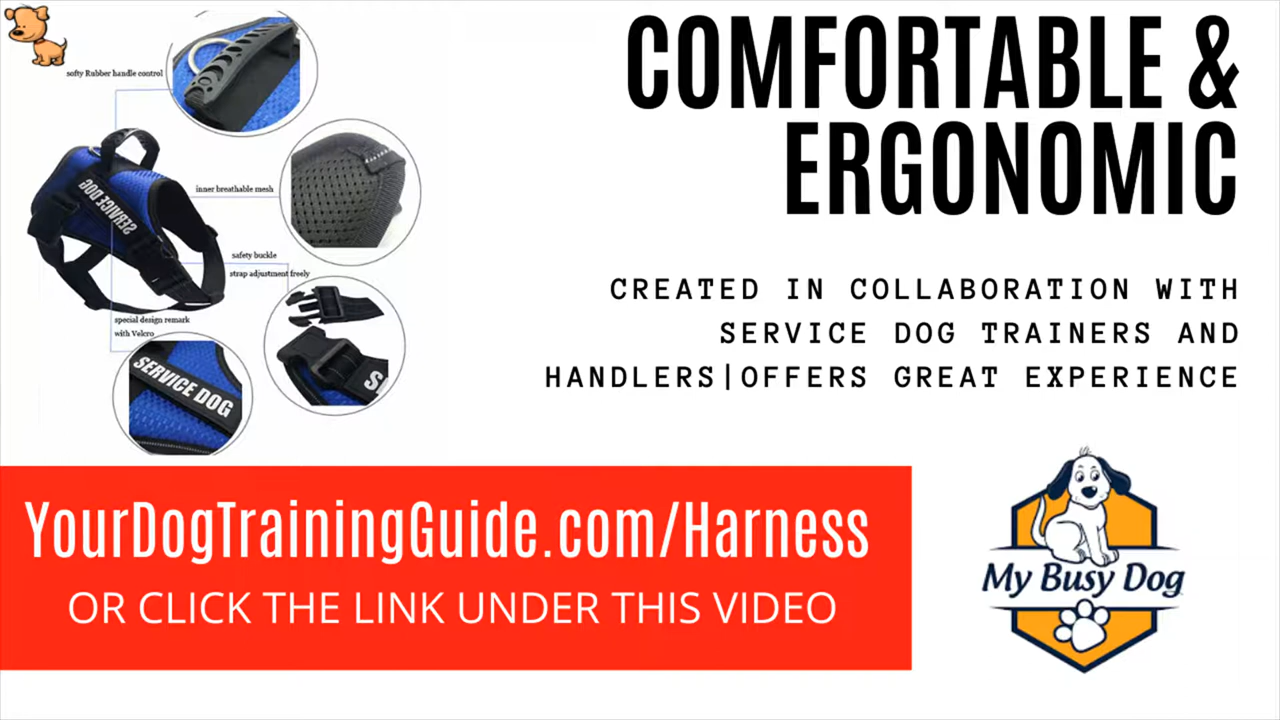 COMFORTABLE &
ERGONOMIC
CREATED IN COLLABORATION WITH
SERVICE DOG TRAINERS AND
HANDLERS|OFFERS GREAT EXPERIENCE
softy Rubber handle control
inner breathable mesh
SERVICE DOG
safety buckle
strap adjustment freely
special design remark
with Velcro
SERVICE DOG
S
YourDogTrainingGuide.com/Harness
OR CLICK THE LINK UNDER THIS VIDEO
My Busy Dog